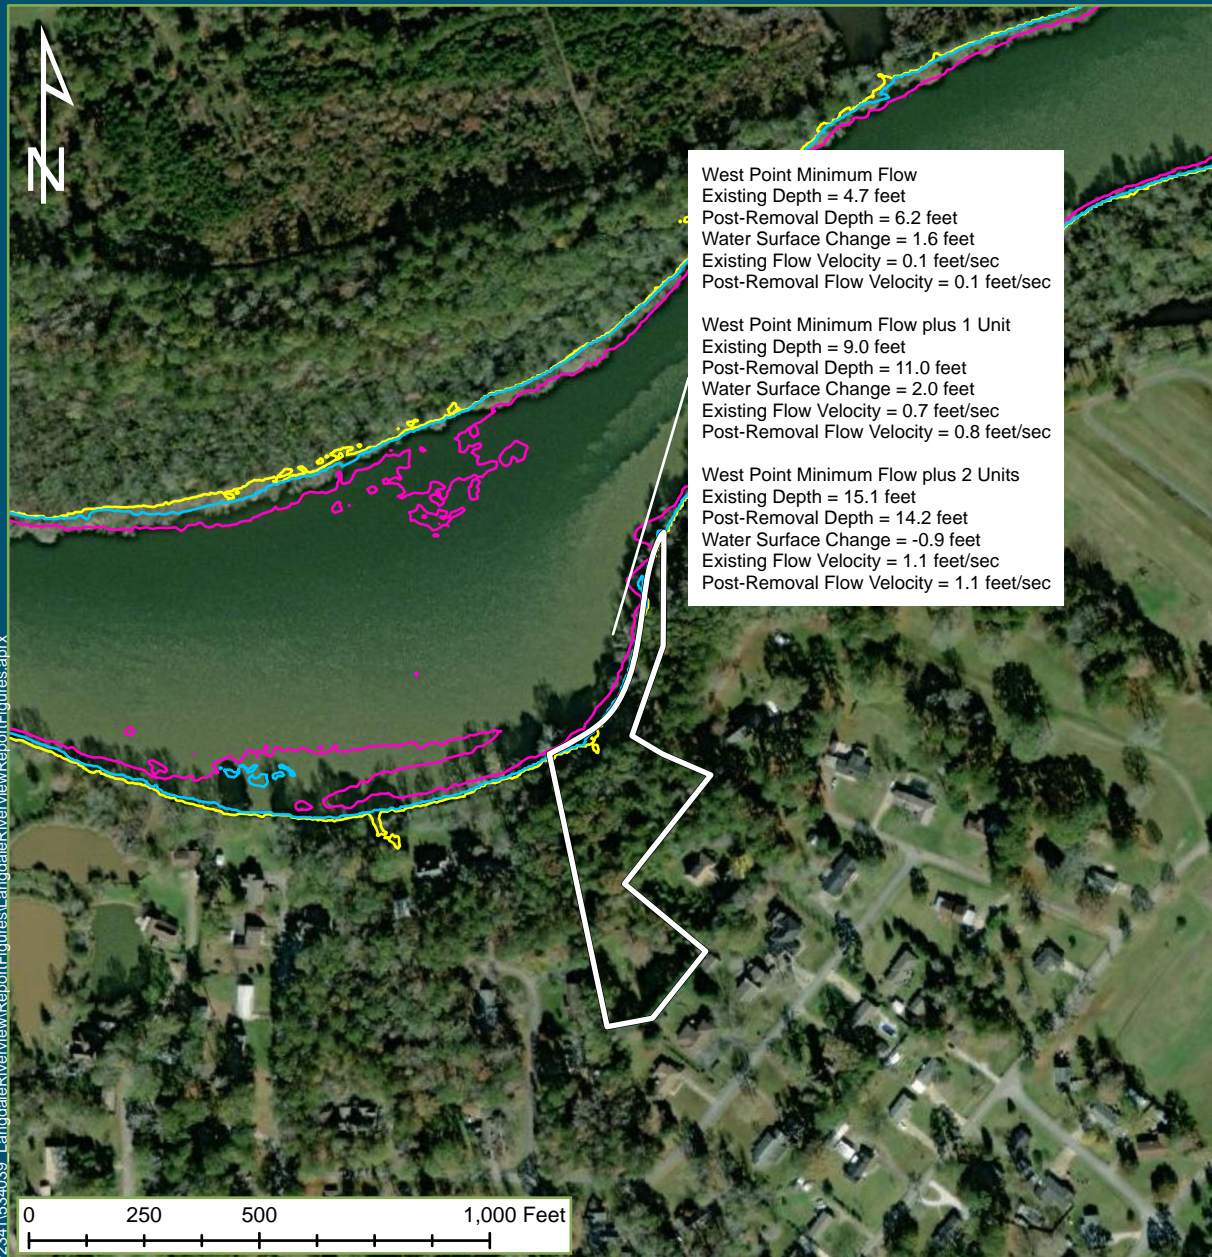 N
West Point Minimum Flow
Existing Depth = 4.7 feet
Post-Removal Depth = 6.2 feet
Water Surface Change = 1.6 feet
Existing Flow Velocity = 0.1 feet/sec
Post-Removal Flow Velocity = 0.1 feet/sec
West Point Minimum Flow plus 1 Unit
Existing Depth = 9.0 feet
Post-Removal Depth = 11.0 feet
Water Surface Change = 2.0 feet
Existing Flow Velocity = 0.7 feet/sec
Post-Removal Flow Velocity = 0.8 feet/sec
West Point Minimum Flow plus 2 Units
Existing Depth = 15.1 feet
Post-Removal Depth = 14.2 feet
Water Surface Change = -0.9 feet
Existing Flow Velocity = 1.1 feet/sec
Post-Removal Flow Velocity = 1.1 feet/sec
0 250 500 1,000 Feet